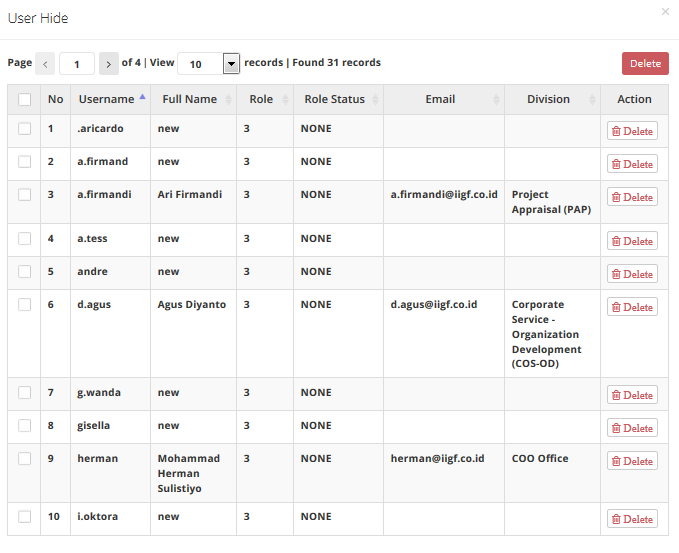 User Hide
×
Page < 1 > of 4 | View 10 records | Found 31 records Delete
No Username Full Name Role Role Status Email Division Action
1 .aricardo new 3 NONE Delete
2 a.firmand new 3 NONE Delete
3 a.firmandi Ari Firmandi 3 NONE a.firmandi@iigf.co.id Project Delete
Appraisal (PAP)
4 a.tess new 3 NONE Delete
5 andre new 3 NONE Delete
6 d.agus Agus Diyanto 3 NONE d.agus@iigf.co.id Corporate Delete
Service -
Organization
Development
(COS-OD)
7 g.wanda new 3 NONE Delete
8 gisella new 3 NONE Delete
9 herman Mohammad 3 NONE herman@iigf.co.id COO Office Delete
Herman
Sulistiyo
10 i.oktora new 3 NONE Delete